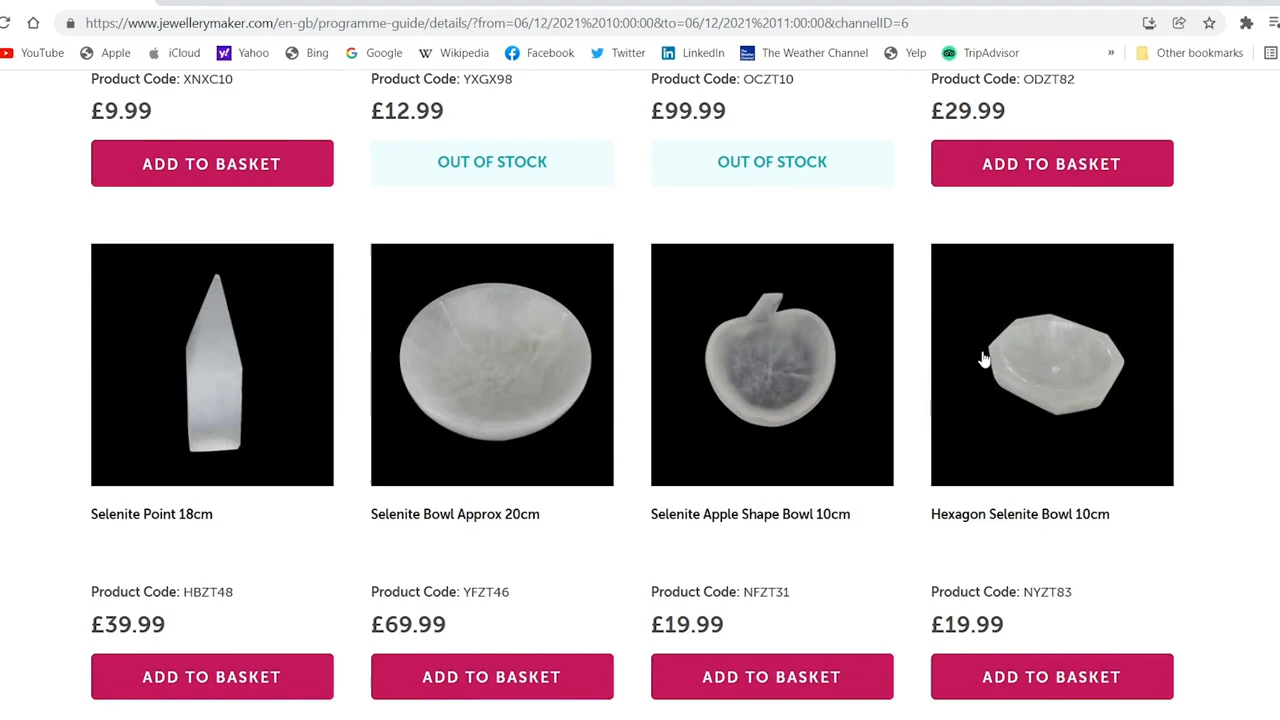 https://www.jewellerymaker.com/en-gb/programme-guide/details/?from=06/12/2021%2010:00:00&to=06/12/2021%2011:00:00&channelID=6
YouTube Apple iCloud Yahoo Bing Google Wikipedia Facebook Twitter LinkedIn The Weather Channel Yelp TripAdvisor » Other bookmarks
Product Code: XNXC10 Product Code: YXGX98 Product Code: OCZT10 Product Code: ODZT82
£9.99 £12.99 £99.99 £29.99
ADD TO BASKET OUT OF STOCK OUT OF STOCK ADD TO BASKET
Selenite Point 18cm Selenite Bowl Approx 20cm Selenite Apple Shape Bowl 10cm Hexagon Selenite Bowl 10cm
Product Code: HBZT48 Product Code: YFZT46 Product Code: NFZT31 Product Code: NYZT83
£39.99 £69.99 £19.99 £19.99
ADD TO BASKET ADD TO BASKET ADD TO BASKET ADD TO BASKET